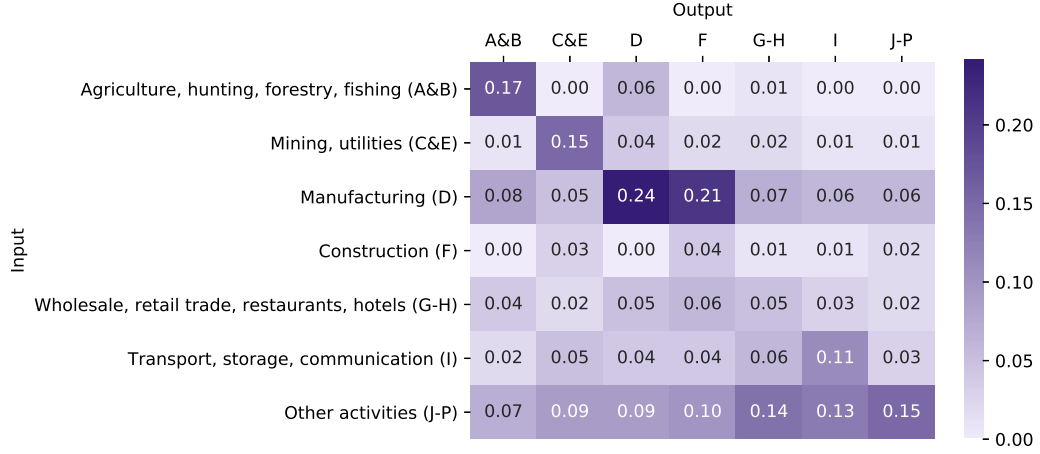 Output
A&B C&E D F G-H I J-P
Agriculture, hunting, forestry, fishing (A&B) 0.17 0.00 0.06 0.00 0.01 0.00 0.00
Mining, utilities (C&E) 0.01 0.15 0.04 0.02 0.02 0.01 0.01
Manufacturing (D) 0.08 0.05 0.24 0.21 0.07 0.06 0.06
Construction (F) 0.00 0.03 0.00 0.04 0.01 0.01 0.02
Wholesale, retail trade, restaurants, hotels (G-H) 0.04 0.02 0.05 0.06 0.05 0.03 0.02
Transport, storage, communication (I) 0.02 0.05 0.04 0.04 0.06 0.11 0.03
Other activities (J-P) 0.07 0.09 0.09 0.10 0.14 0.13 0.15
Input
0.20
0.15
0.10
0.05
0.00